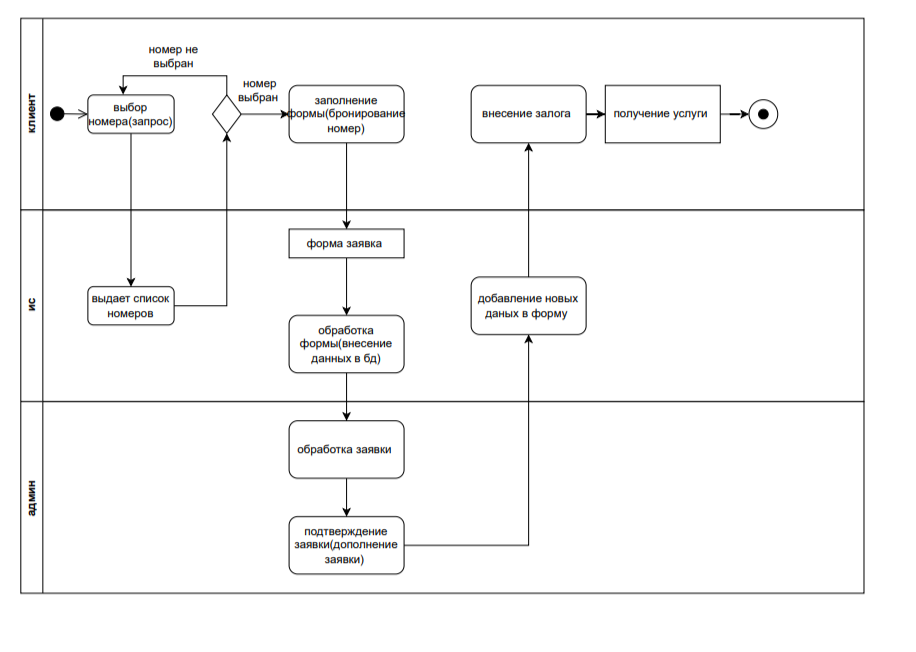 номер не
выбран
номер
выбран
клиент
выбор
номера(запрос)
заполнение
формы(бронирование
номер)
внесение залога
получение услуги
ис
форма заявка
выдает список
номеров
добавление новых
даных в форму
обработка
формы(внесение
данных в бд)
админ
обработка заявки
подтверждение
заявки(дополнение
заявки)